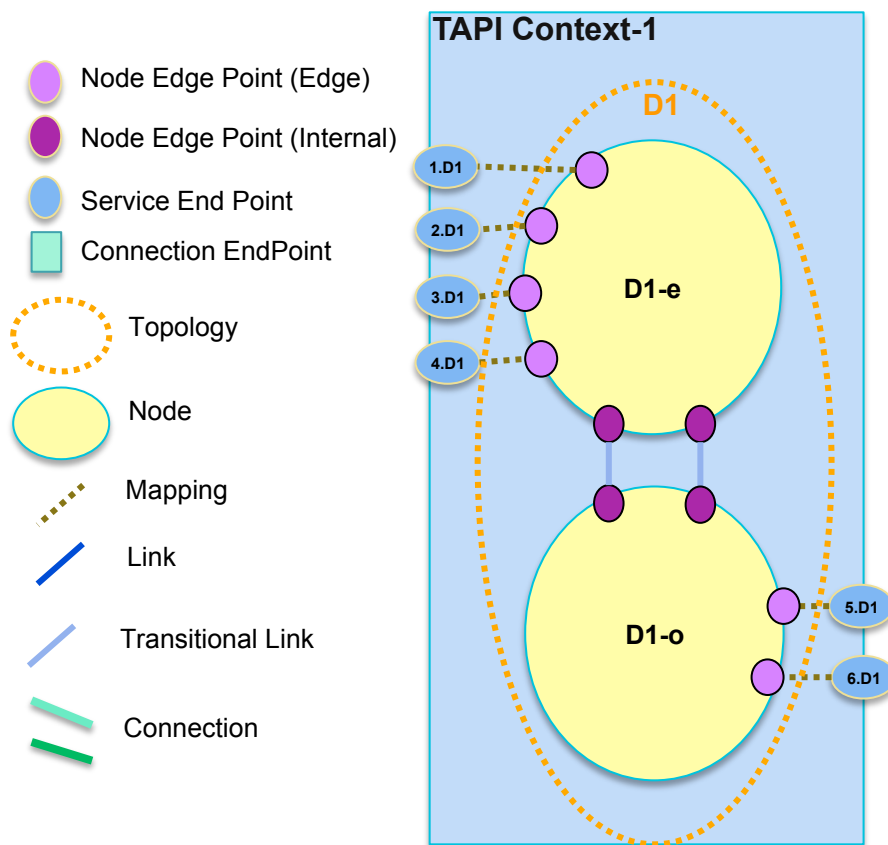 TAPI Context-1
Node Edge Point (Edge)
Node Edge Point (Internal)
Service End Point
Connection EndPoint
Topology
Node
Mapping
Link
Transitional Link
Connection
D1
1.D1
2.D1
3.D1
4.D1
D1-e
D1-o
5.D1
6.D1